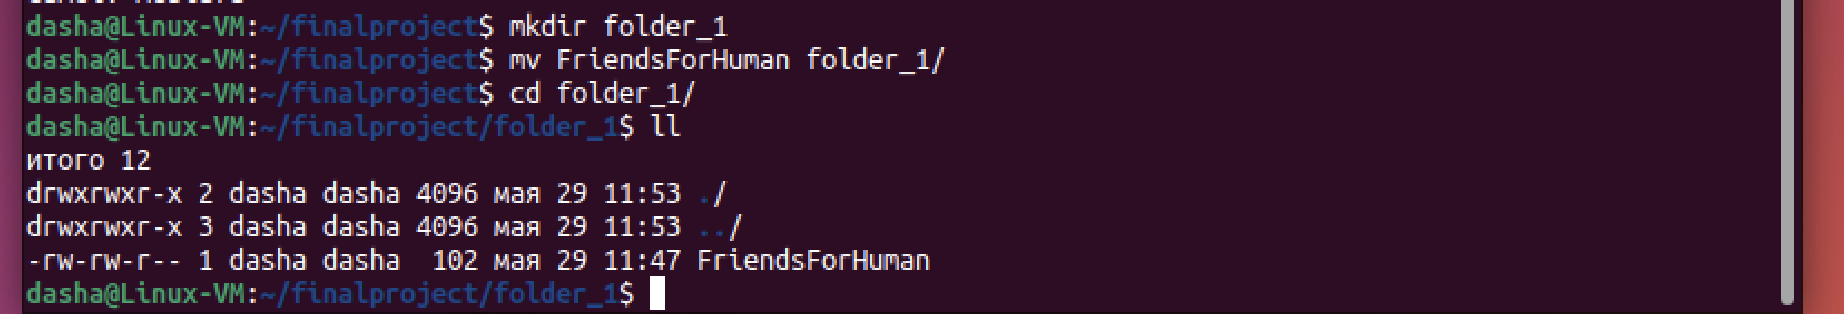 dasha@Linux-VM:~/finalproject$ mkdir folder_1
dasha@Linux-VM:~/finalproject$ mv FriendsForHuman folder_1/
dasha@Linux-VM:~/finalproject$ cd folder_1/
dasha@Linux-VM:~/finalproject/folder_1$ ll
итого 12
drwxrwxr-x 2 dasha dasha 4096 мая 29 11:53 ./
drwxrwxr-x 3 dasha dasha 4096 мая 29 11:53 ../
-rw-rw-r-- 1 dasha dasha  102 мая 29 11:47 FriendsForHuman
dasha@Linux-VM:~/finalproject/folder_1$